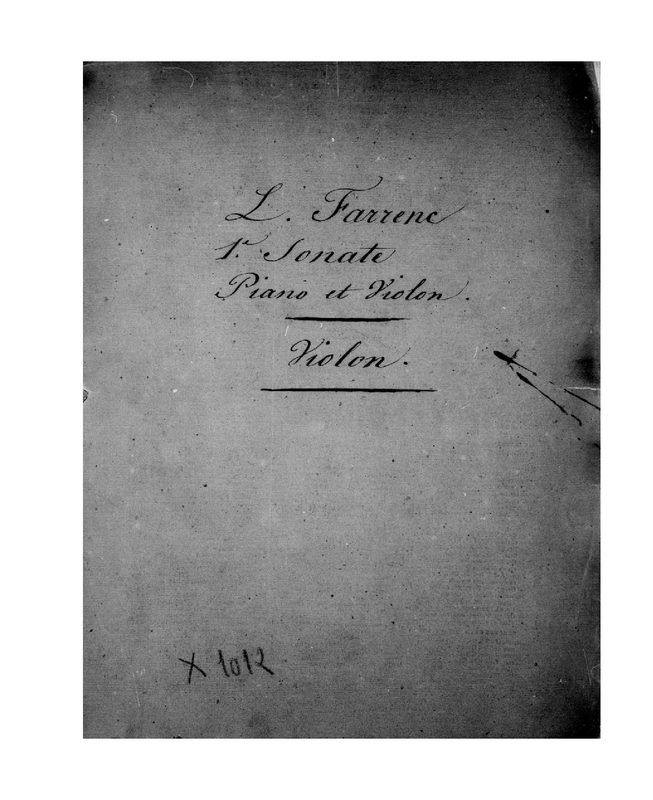 L. Farrenc
1.e Sonate
Piano et Violon.
Violon.
X 1012